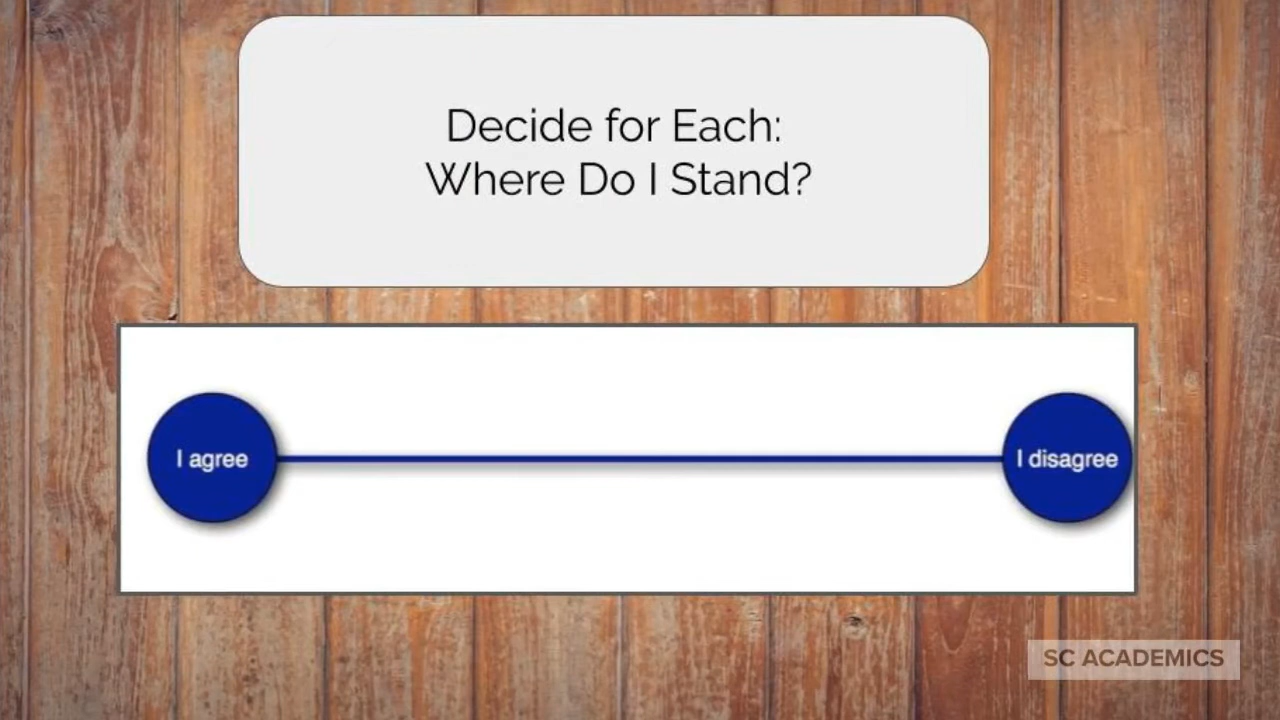 Decide for Each:
Where Do I Stand?
I agree
I disagree
SC ACADEMICS